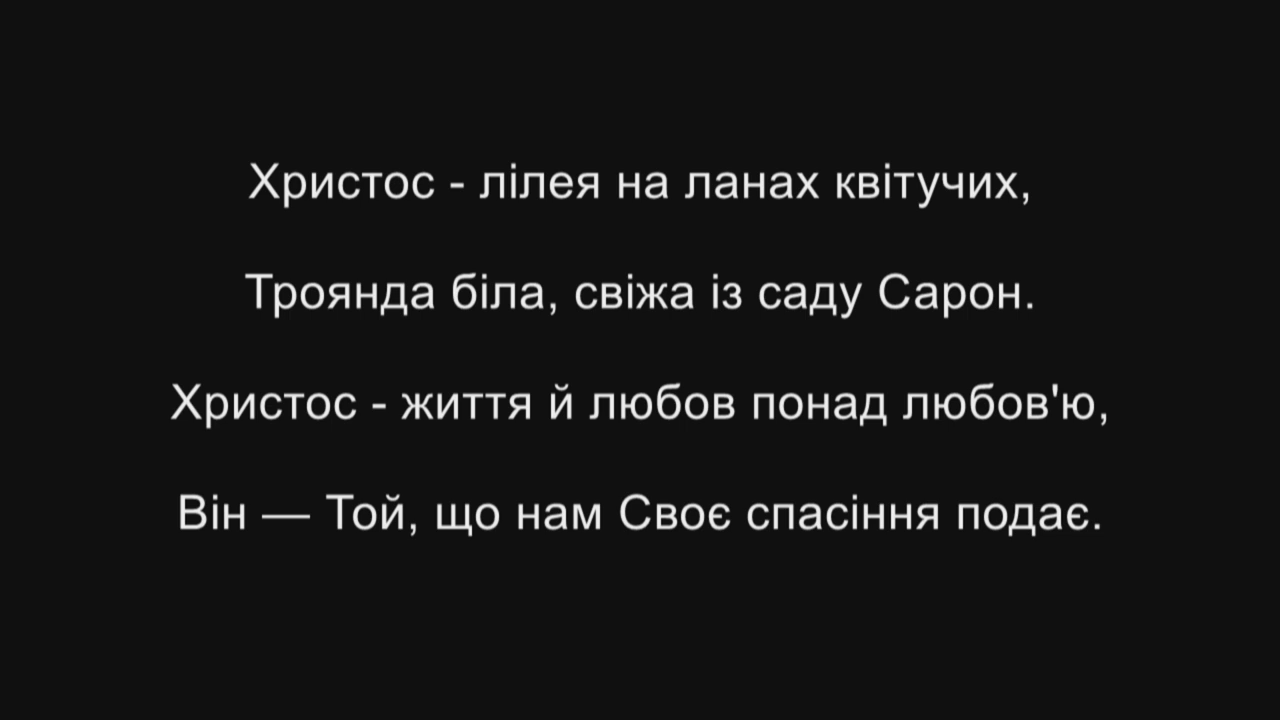 Христос - лілея на ланах квітучих,
Троянда біла, свіжа із саду Сарон.
Христос - життя й любов понад любов'ю,
Він — Той, що нам Своє спасіння подає.